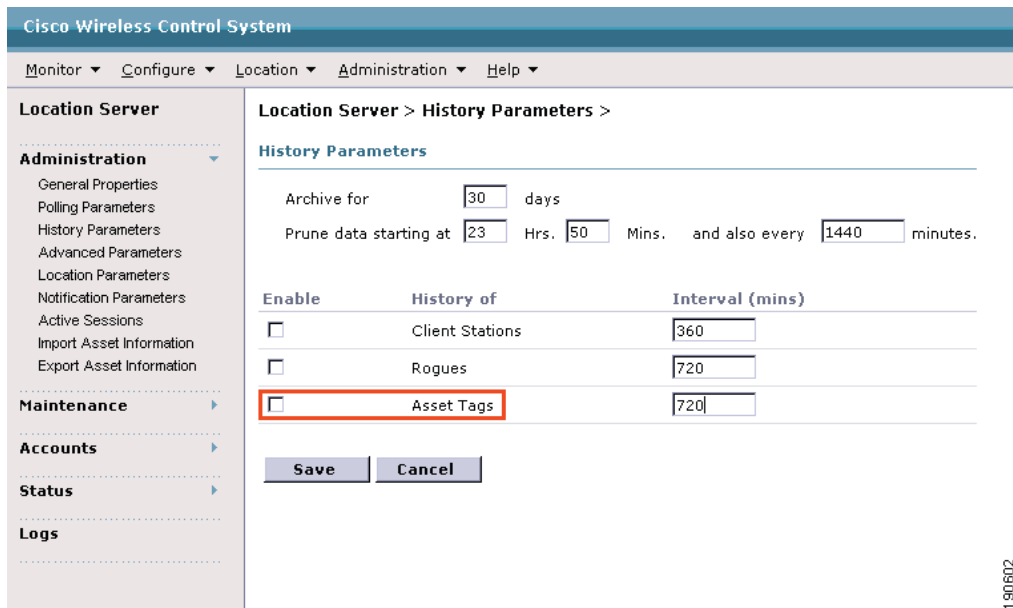 Cisco Wireless Control System
Monitor Configure Location Administration Help
Location Server
Administration
General Properties
Polling Parameters
History Parameters
Advanced Parameters
Location Parameters
Notification Parameters
Active Sessions
Import Asset Information
Export Asset Information
Maintenance
Accounts
Status
Logs
Location Server > History Parameters >
History Parameters
Archive for 30 days
Prune data starting at 23 Hrs. 50 Mins. and also every 1440 minutes.
Enable History of Interval (mins)
Client Stations 360
Rogues 720
Asset Tags 720
Save Cancel
190602